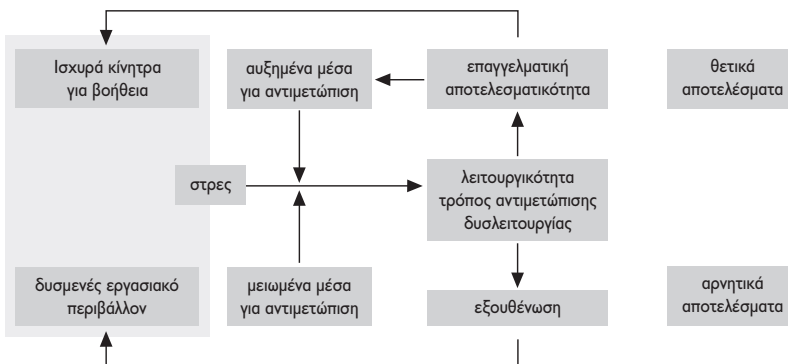 Ισχυρά κίνητρα
για βοήθεια
αυξημένα μέσα
για αντιμετώπιση
επαγγελματική
αποτελεσματικότητα
θετικά
αποτελέσματα
στρες
λειτουργικότητα
τρόπος αντιμετώπισης
δυσλειτουργίας
δυσμενές εργασιακό
περιβάλλον
μειωμένα μέσα
για αντιμετώπιση
εξουθένωση
αρνητικά
αποτελέσματα